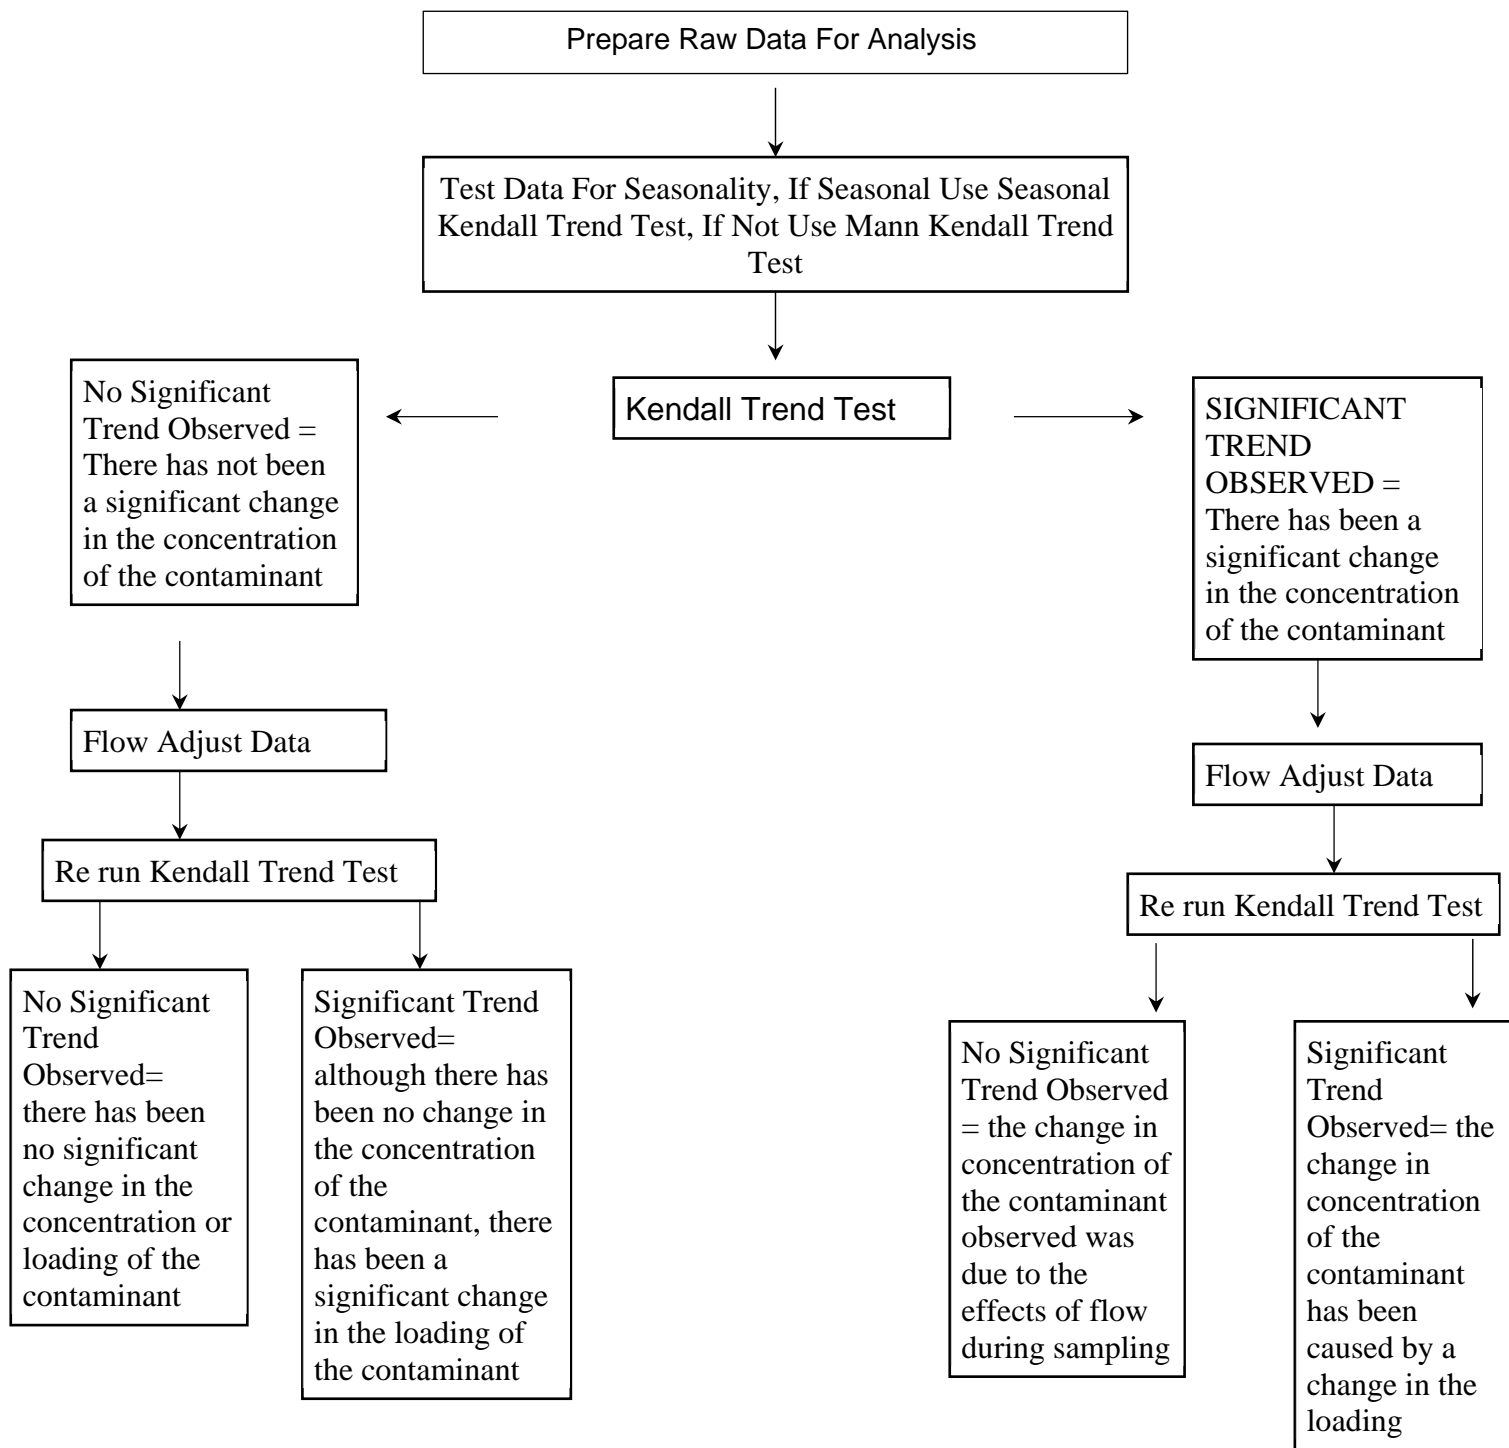 Prepare Raw Data For Analysis
Test Data For Seasonality, If Seasonal Use Seasonal
Kendall Trend Test, If Not Use Mann Kendall Trend
Test
No Significant
Trend Observed =
There has not been
a significant change
in the concentration
of the contaminant
Kendall Trend Test
SIGNIFICANT
TREND
OBSERVED =
There has been a
significant change
in the concentration
of the contaminant
Flow Adjust Data
Flow Adjust Data
Re run Kendall Trend Test
Re run Kendall Trend Test
No Significant
Trend
Observed=
there has been
no significant
change in the
concentration or
loading of the
contaminant
Significant Trend
Observed=
although there has
been no change in
the concentration
of the
contaminant, there
has been a
significant change
in the loading of
the contaminant
No Significant
Trend Observed
= the change in
concentration of
the contaminant
observed was
due to the
effects of flow
during sampling
Significant
Trend
Observed= the
change in
concentration
of the
contaminant
has been
caused by a
change in the
loading